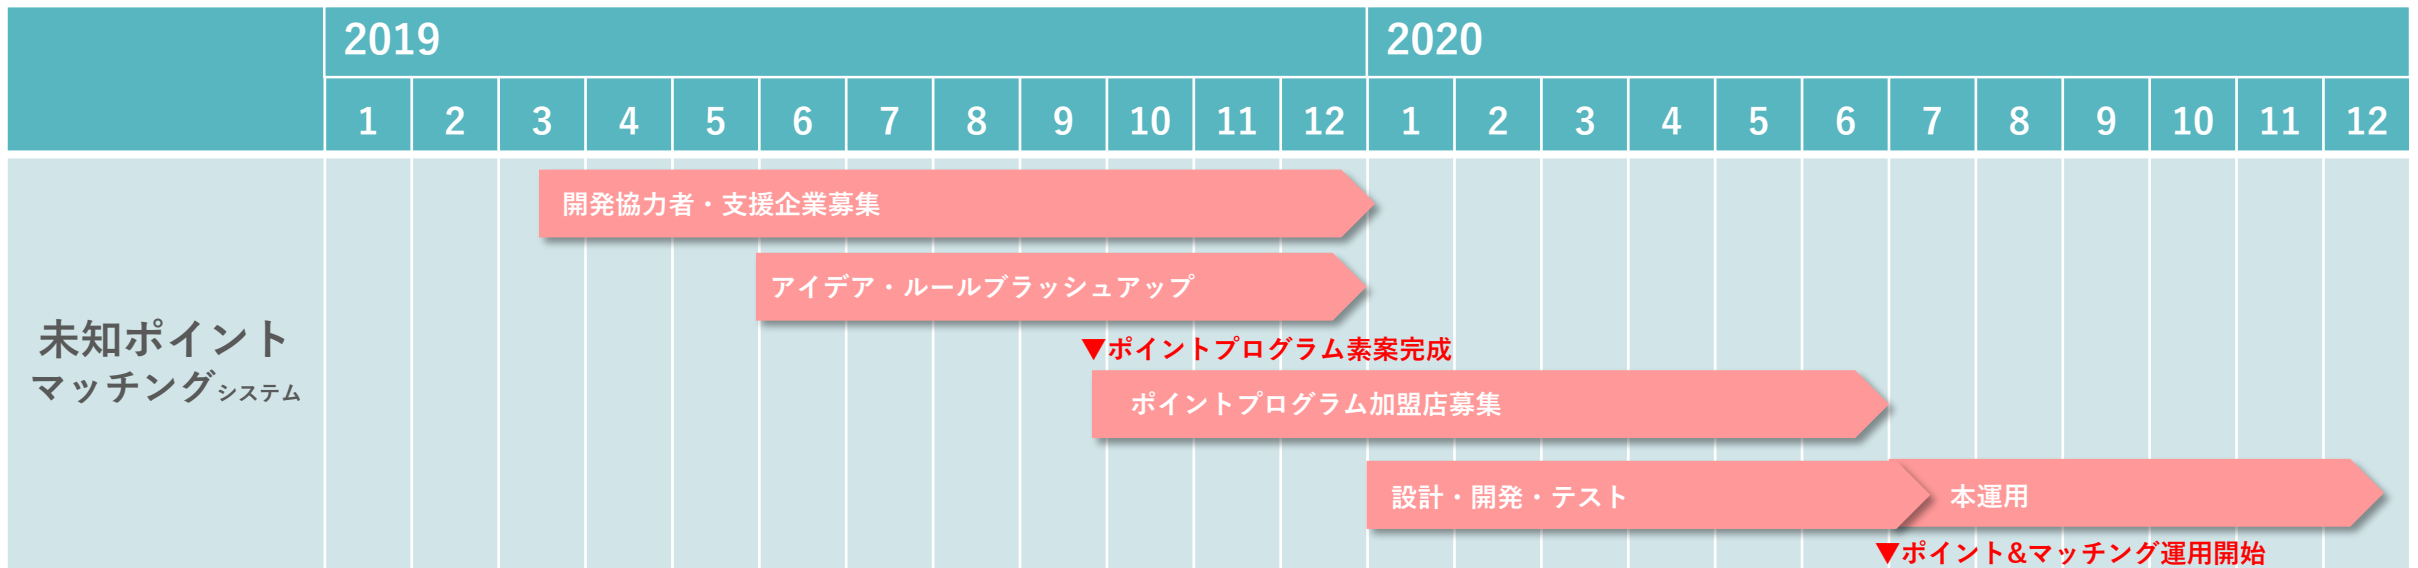 2019
2020
1 2 3 4 5 6 7 8 9 10 11 12 1 2 3 4 5 6 7 8 9 10 11 12
開発協力者・支援企業募集
アイデア・ルールブラッシュアップ
未知ポイント
マッチングシステム
▼ポイントプログラム素案完成
ポイントプログラム加盟店募集
設計・開発・テスト
本運用
▼ポイント&マッチング運用開始